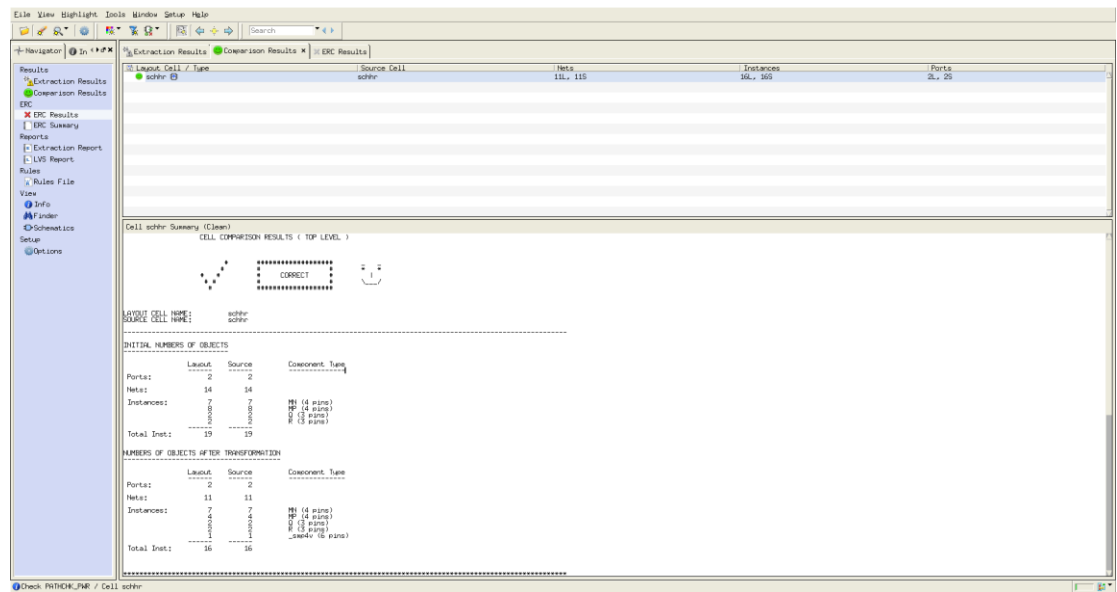 File View Highlight Tools Window Setup Help
Search
Navigator In Extraction Results Comparison Results × ERC Results
Results
Extraction Results
Comparison Results
ERC
ERC Results
ERC Summary
Reports
Extraction Report
LVS Report
Rules
Rules File
View
Info
Finder
Schematics
Setup
Options
Layout Cell / Type Source Cell Nets Instances Ports
schhr schhr 11L, 11S 16L, 16S 2L, 2S
Cell schhr Summary (Clean)
CELL COMPARISON RESULTS ( TOP LEVEL )
CORRECT
LAYOUT CELL NAME: schhr
SOURCE CELL NAME: schhr
INITIAL NUMBERS OF OBJECTS
Layout Source Component Type
Ports: 2 2
Nets: 14 14
Instances: 7 7 MN (4 pins)
8 8 MP (4 pins)
2 2 Q (3 pins)
2 2 R (3 pins)
Total Inst: 19 19
NUMBERS OF OBJECTS AFTER TRANSFORMATION
Layout Source Component Type
Ports: 2 2
Nets: 11 11
Instances: 7 7 MN (4 pins)
4 4 MP (4 pins)
2 2 Q (3 pins)
2 2 R (3 pins)
1 1 _smp4v (6 pins)
Total Inst: 16 16
Check PATHCHK_PWR / Cell schhr